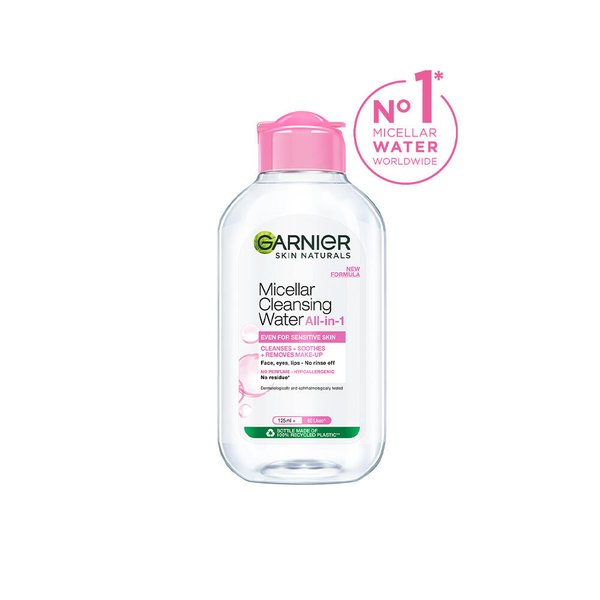 Nº 1*
MICELLAR
WATER
WORLDWIDE
GARNIER
SKIN NATURALS
NEW
FORMULA
Micellar
Cleansing
Water All-in-1
EVEN FOR SENSITIVE SKIN
CLEANSES + SOOTHES
+ REMOVES MAKE-UP
Face, eyes, lips - No rinse off
NO PERFUME - HYPOALLERGENIC
No residue*
Dermatologically and ophthalmologically tested
125ml e
BOTTLE MADE OF
100% RECYCLED PLASTIC**